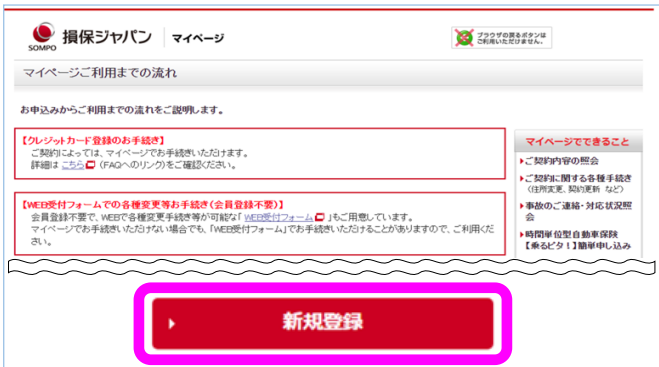 SOMPO 損保ジャパン マイページ
ブラウザの戻るボタンは
ご利用いただけません。
マイページご利用までの流れ
お申込みからご利用までの流れをご説明します。
【クレジットカード登録のお手続き】
ご契約によっては、マイページでお手続きいただけます。
詳細は こちら (FAQへのリンク)をご確認ください。
【WEB受付フォームでの各種変更等お手続き(会員登録不要)】
会員登録不要で、WEBで各種変更手続き等が可能な「 WEB受付フォーム 」もご用意しています。
マイページでお手続きいただけない場合でも、「WEB受付フォーム」でお手続きいただけることがありますので、ご利用くだ
さい。
マイページでできること
ご契約内容の照会
ご契約に関する各種手続き
(住所変更、契約更新 など)
事故のご連絡・対応状況照
会
時間単位型自動車保険
【乗るピタ!】簡単申し込み
新規登録